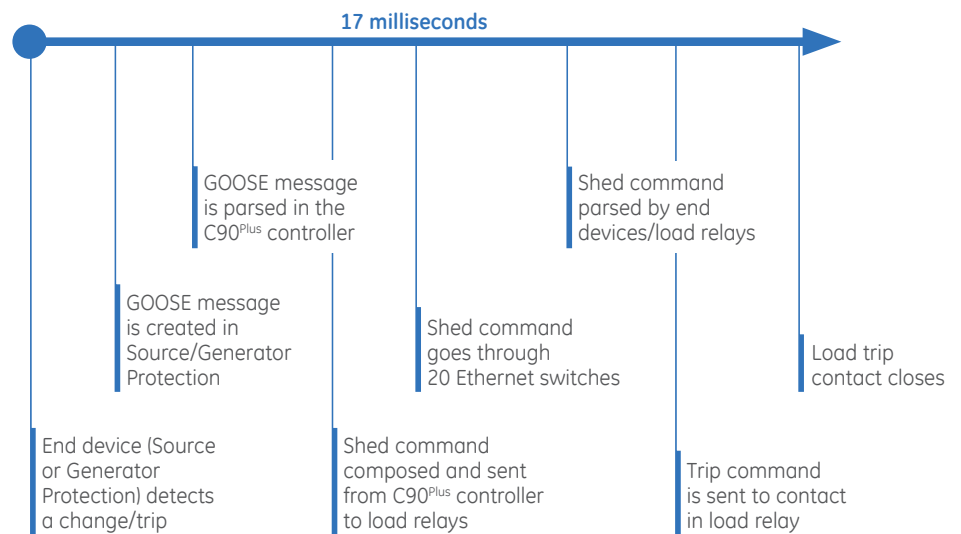 17 milliseconds
End device (Source
or Generator
Protection) detects
a change/trip
GOOSE message
is created in
Source/Generator
Protection
GOOSE message
is parsed in the
C90Plus controller
Shed command
composed and sent
from C90Plus controller
to load relays
Shed command
goes through
20 Ethernet switches
Shed command
parsed by end
devices/load relays
Trip command
is sent to contact
in load relay
Load trip
contact closes